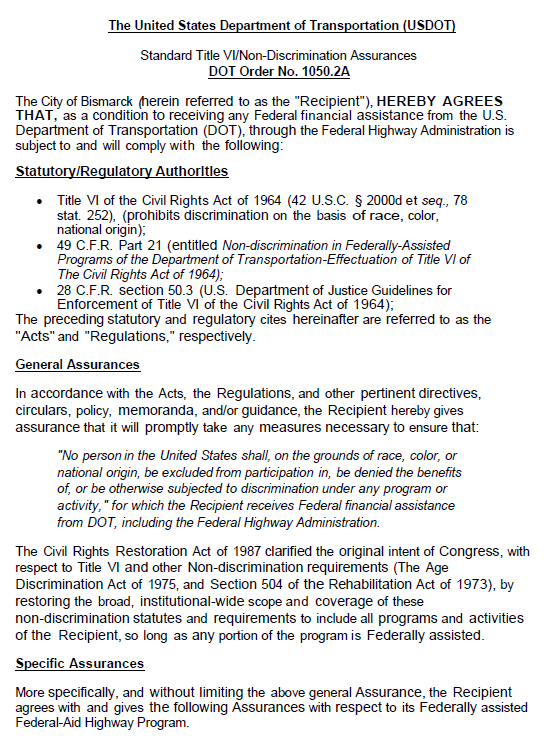 The United States Department of Transportation (USDOT)
Standard Title VI/Non-Discrimination Assurances
DOT Order No. 1050.2A
The City of Bismarck (herein referred to as the "Recipient"), HEREBY AGREES
THAT, as a condition to receiving any Federal financial assistance from the U.S.
Department of Transportation (DOT), through the Federal Highway Administration is
subject to and will comply with the following:
Statutory/Regulatory Authorities
• Title VI of the Civil Rights Act of 1964 (42 U.S.C. § 2000d et seq., 78
stat. 252), (prohibits discrimination on the basis of race, color,
national origin);
• 49 C.F.R. Part 21 (entitled Non-discrimination in Federally-Assisted
Programs of the Department of Transportation-Effectuation of Title VI of
The Civil Rights Act of 1964);
• 28 C.F.R. section 50.3 (U.S. Department of Justice Guidelines for
Enforcement of Title VI of the Civil Rights Act of 1964);
The preceding statutory and regulatory cites hereinafter are referred to as the
"Acts" and "Regulations," respectively.
General Assurances
In accordance with the Acts, the Regulations, and other pertinent directives,
circulars, policy, memoranda, and/or guidance, the Recipient hereby gives
assurance that it will promptly take any measures necessary to ensure that:
"No person in the United States shall, on the grounds of race, color, or
national origin, be excluded from participation in, be denied the benefits
of, or be otherwise subjected to discrimination under any program or
activity," for which the Recipient receives Federal financial assistance
from DOT, including the Federal Highway Administration.
The Civil Rights Restoration Act of 1987 clarified the original intent of Congress, with
respect to Title VI and other Non-discrimination requirements (The Age
Discrimination Act of 1975, and Section 504 of the Rehabilitation Act of 1973), by
restoring the broad, institutional-wide scope and coverage of these
non-discrimination statutes and requirements to include all programs and activities
of the Recipient, so long as any portion of the program is Federally assisted.
Specific Assurances
More specifically, and without limiting the above general Assurance, the Recipient
agrees with and gives the following Assurances with respect to its Federally assisted
Federal-Aid Highway Program.